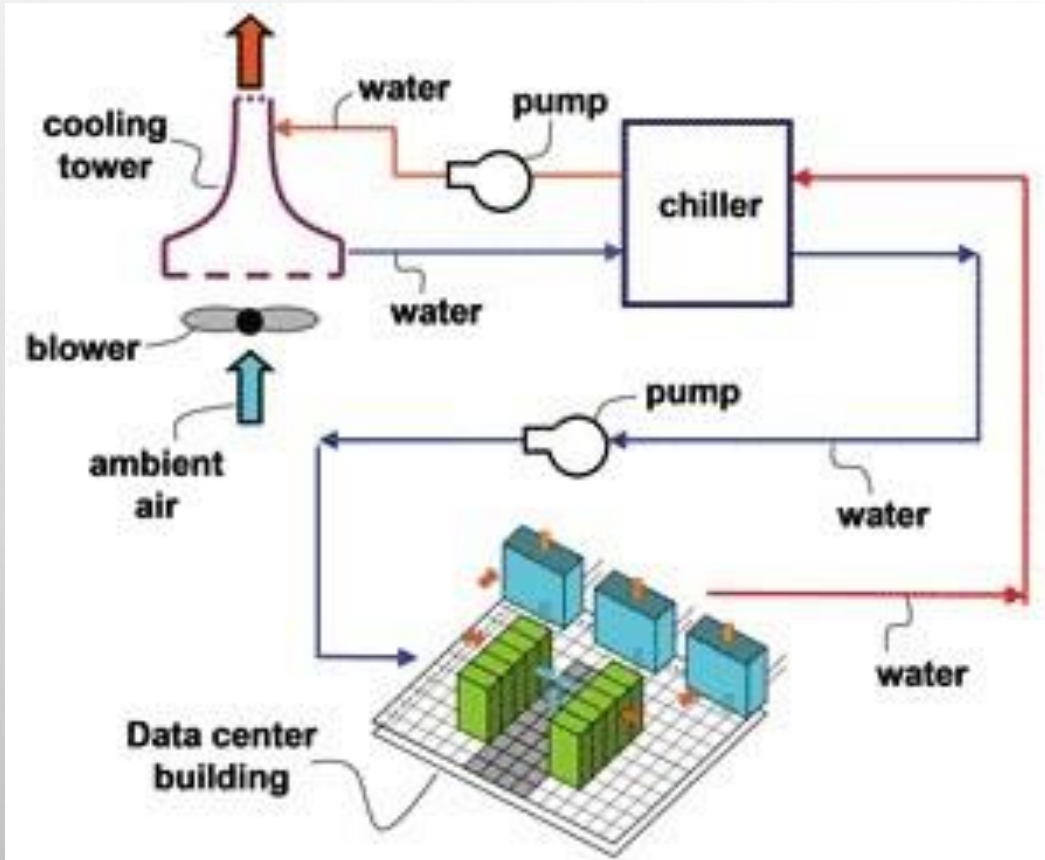 water
pump
cooling
tower
chiller
water
blower
pump
ambient
air
water
water
Data center
building